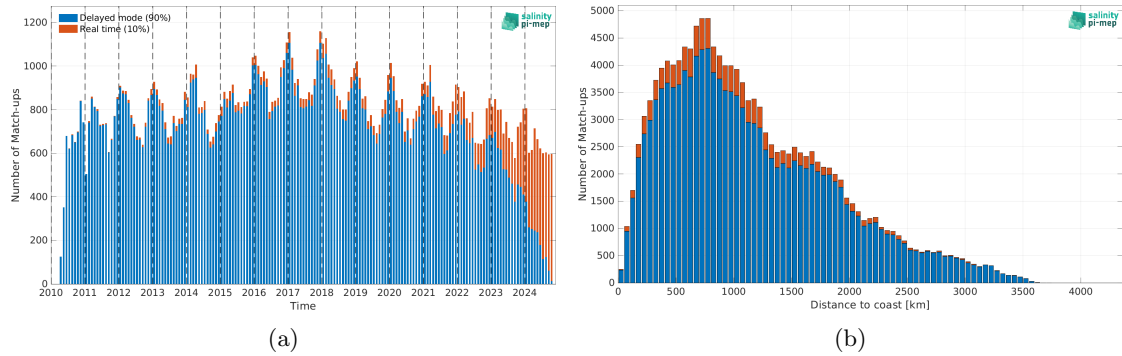 Delayed mode (90%)
Real time (10%)
salinity
pi-mep
1200
1000
800
600
400
200
0
Number of Match-ups
2010 2011 2012 2013 2014 2015 2016 2017 2018 2019 2020 2021 2022 2023 2024
Time
(a)
salinity
pi-mep
5000
4500
4000
3500
3000
2500
2000
1500
1000
500
0
Number of Match-ups
0 500 1000 1500 2000 2500 3000 3500 4000
Distance to coast [km]
(b)